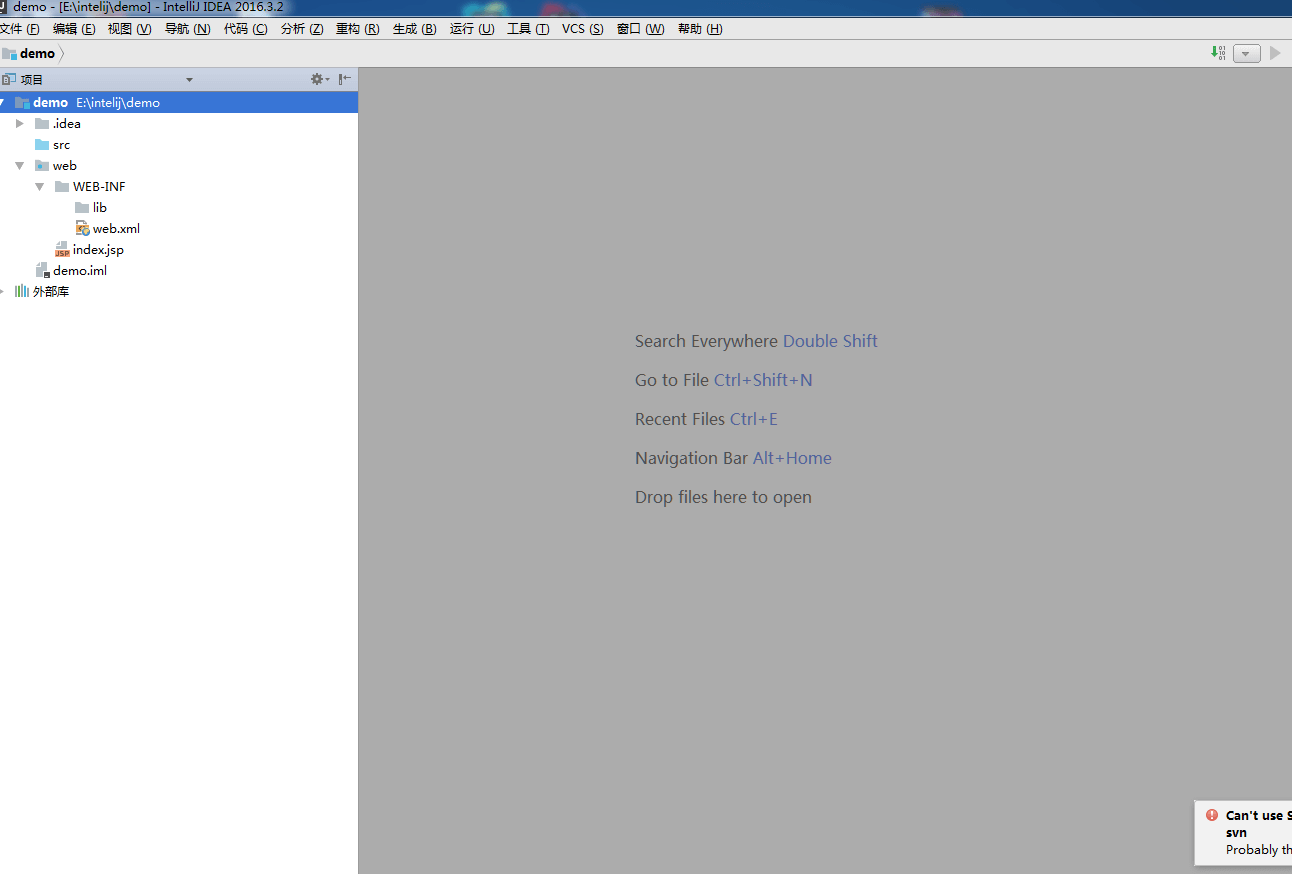 demo - [E:\intelij\demo] - IntelliJ IDEA 2016.3.2
文件 (F) 编辑 (E) 视图 (V) 导航 (N) 代码 (C) 分析 (Z) 重构 (R) 生成 (B) 运行 (U) 工具 (T) VCS (S) 窗口 (W) 帮助 (H)
demo
项目
demo E:\intelij\demo
.idea
src
web
WEB-INF
lib
web.xml
JSP index.jsp
demo.iml
外部库
Search Everywhere Double Shift
Go to File Ctrl+Shift+N
Recent Files Ctrl+E
Navigation Bar Alt+Home
Drop files here to open
Can't use S
svn
Probably th